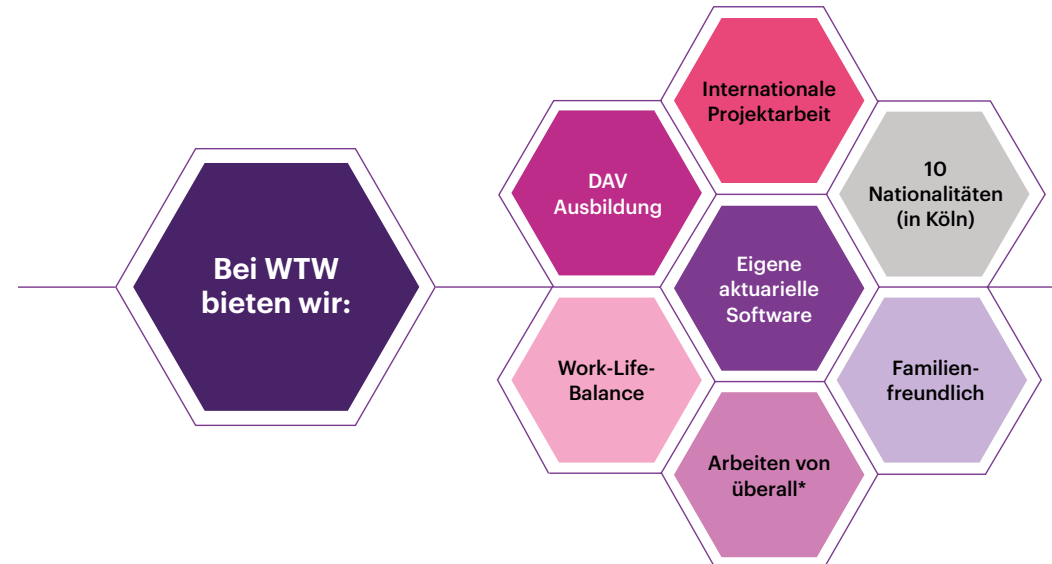 Bei WTW
bieten wir:
Internationale
Projektarbeit
DAV
Ausbildung
10
Nationalitäten
(in Köln)
Eigene
aktuarielle
Software
Work-Life-
Balance
Familien-
freundlich
Arbeiten von
überall*